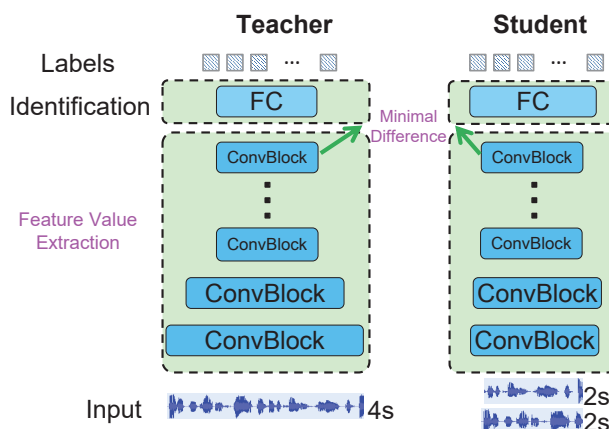 Teacher
Student
Labels
...
...
Identification
FC
FC
Minimal
Difference
ConvBlock
ConvBlock
Feature Value
Extraction
ConvBlock
ConvBlock
ConvBlock
ConvBlock
ConvBlock
ConvBlock
Input
4s
2s
2s